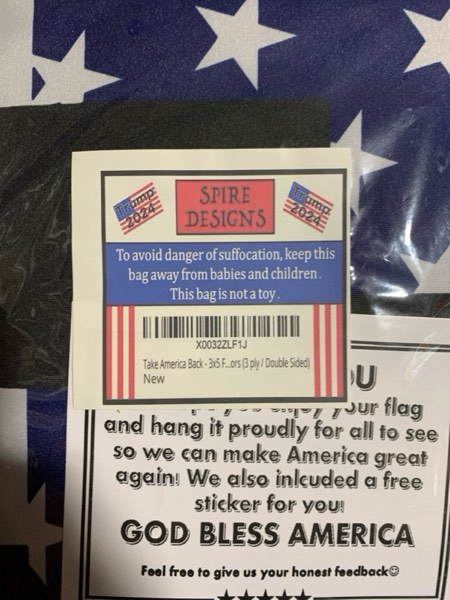 Trump
2024
SPIRE
DESIGNS
Trump
2024
To avoid danger of suffocation, keep this
bag away from babies and children.
This bag is not a toy.
X0032ZLF1J
Take America Back - 3x5 F...ors (3 ply / Double Sided)
New
OU
enjoy your flag
and hang it proudly for all to see
so we can make America great
again! We also inlcuded a free
sticker for you!
GOD BLESS AMERICA
Feel free to give us your honest feedback☺